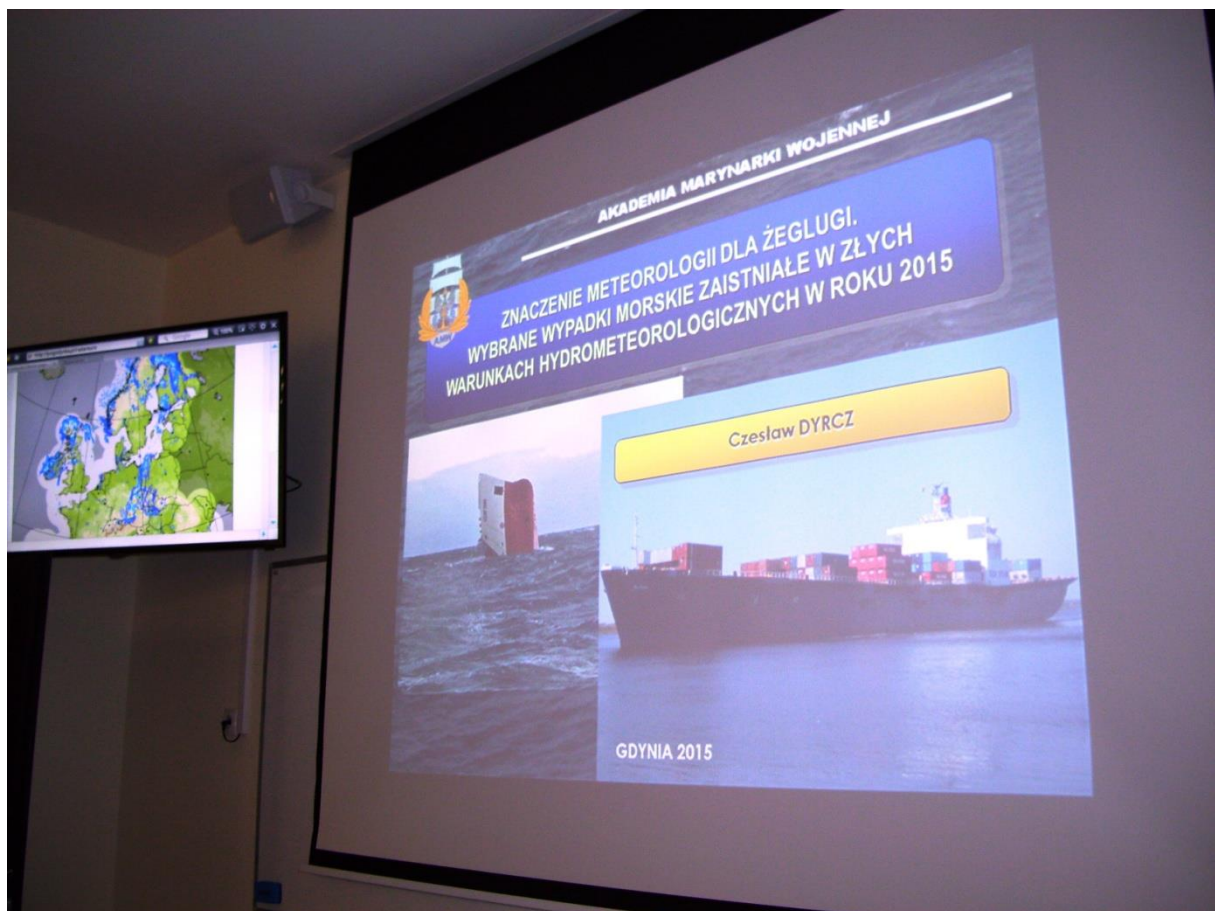 AKADEMIA MARYNARKI WOJENNEJ
ZNACZENIE METEOROLOGII DLA ŻEGLUGI.
WYBRANE WYPADKI MORSKIE ZAISTNIAŁE W ZŁYCH
WARUNKACH HYDROMETEOROLOGICZNYCH W ROKU 2015
Czesław DYRCZ
GDYNIA 2015